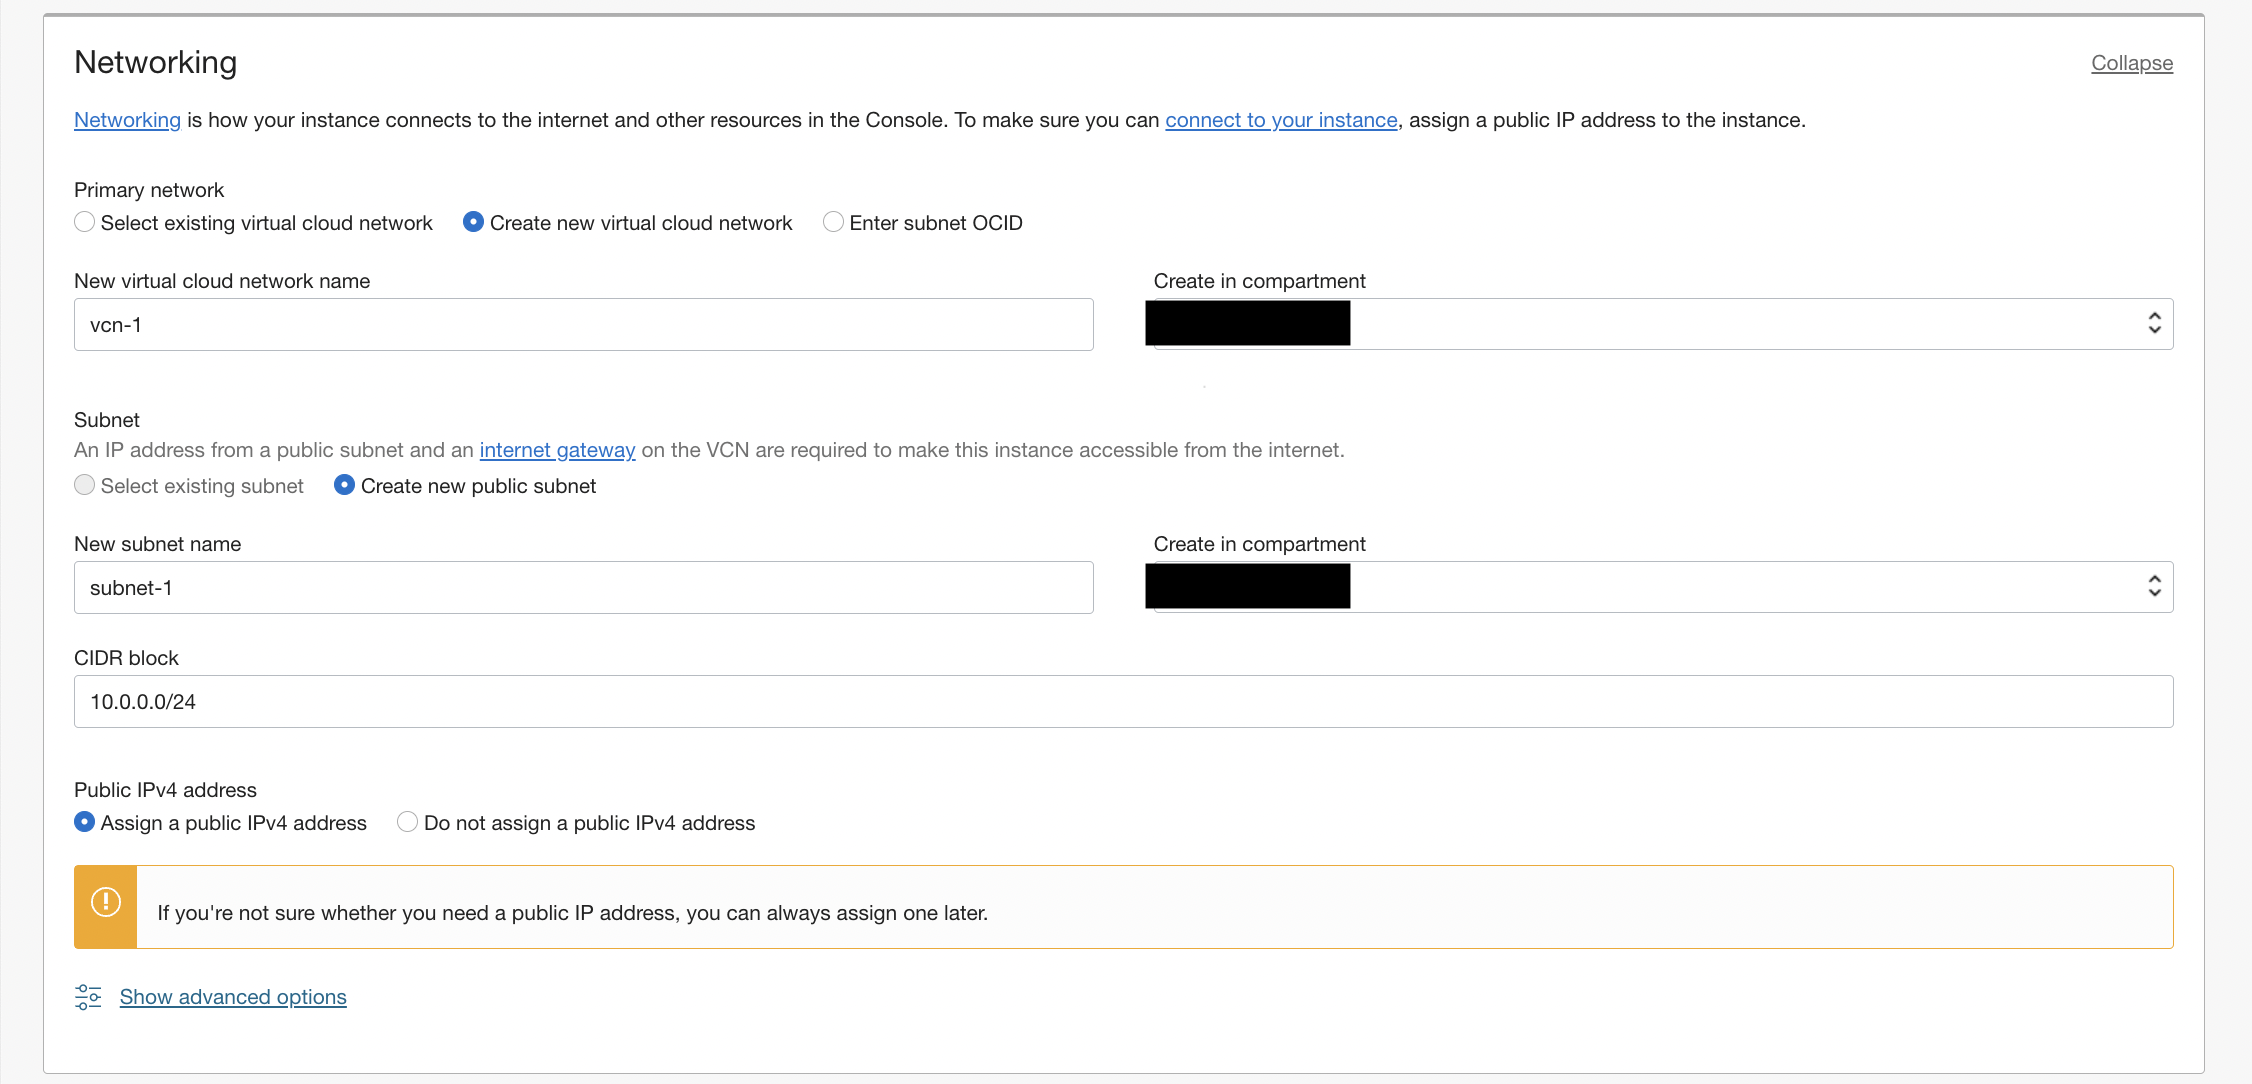 Networking
Collapse
Networking is how your instance connects to the internet and other resources in the Console. To make sure you can connect to your instance, assign a public IP address to the instance.
Primary network
Select existing virtual cloud network Create new virtual cloud network Enter subnet OCID
New virtual cloud network name
Create in compartment
vcn-1
Subnet
An IP address from a public subnet and an internet gateway on the VCN are required to make this instance accessible from the internet.
Select existing subnet Create new public subnet
New subnet name
Create in compartment
subnet-1
CIDR block
10.0.0.0/24
Public IPv4 address
Assign a public IPv4 address Do not assign a public IPv4 address
If you're not sure whether you need a public IP address, you can always assign one later.
Show advanced options